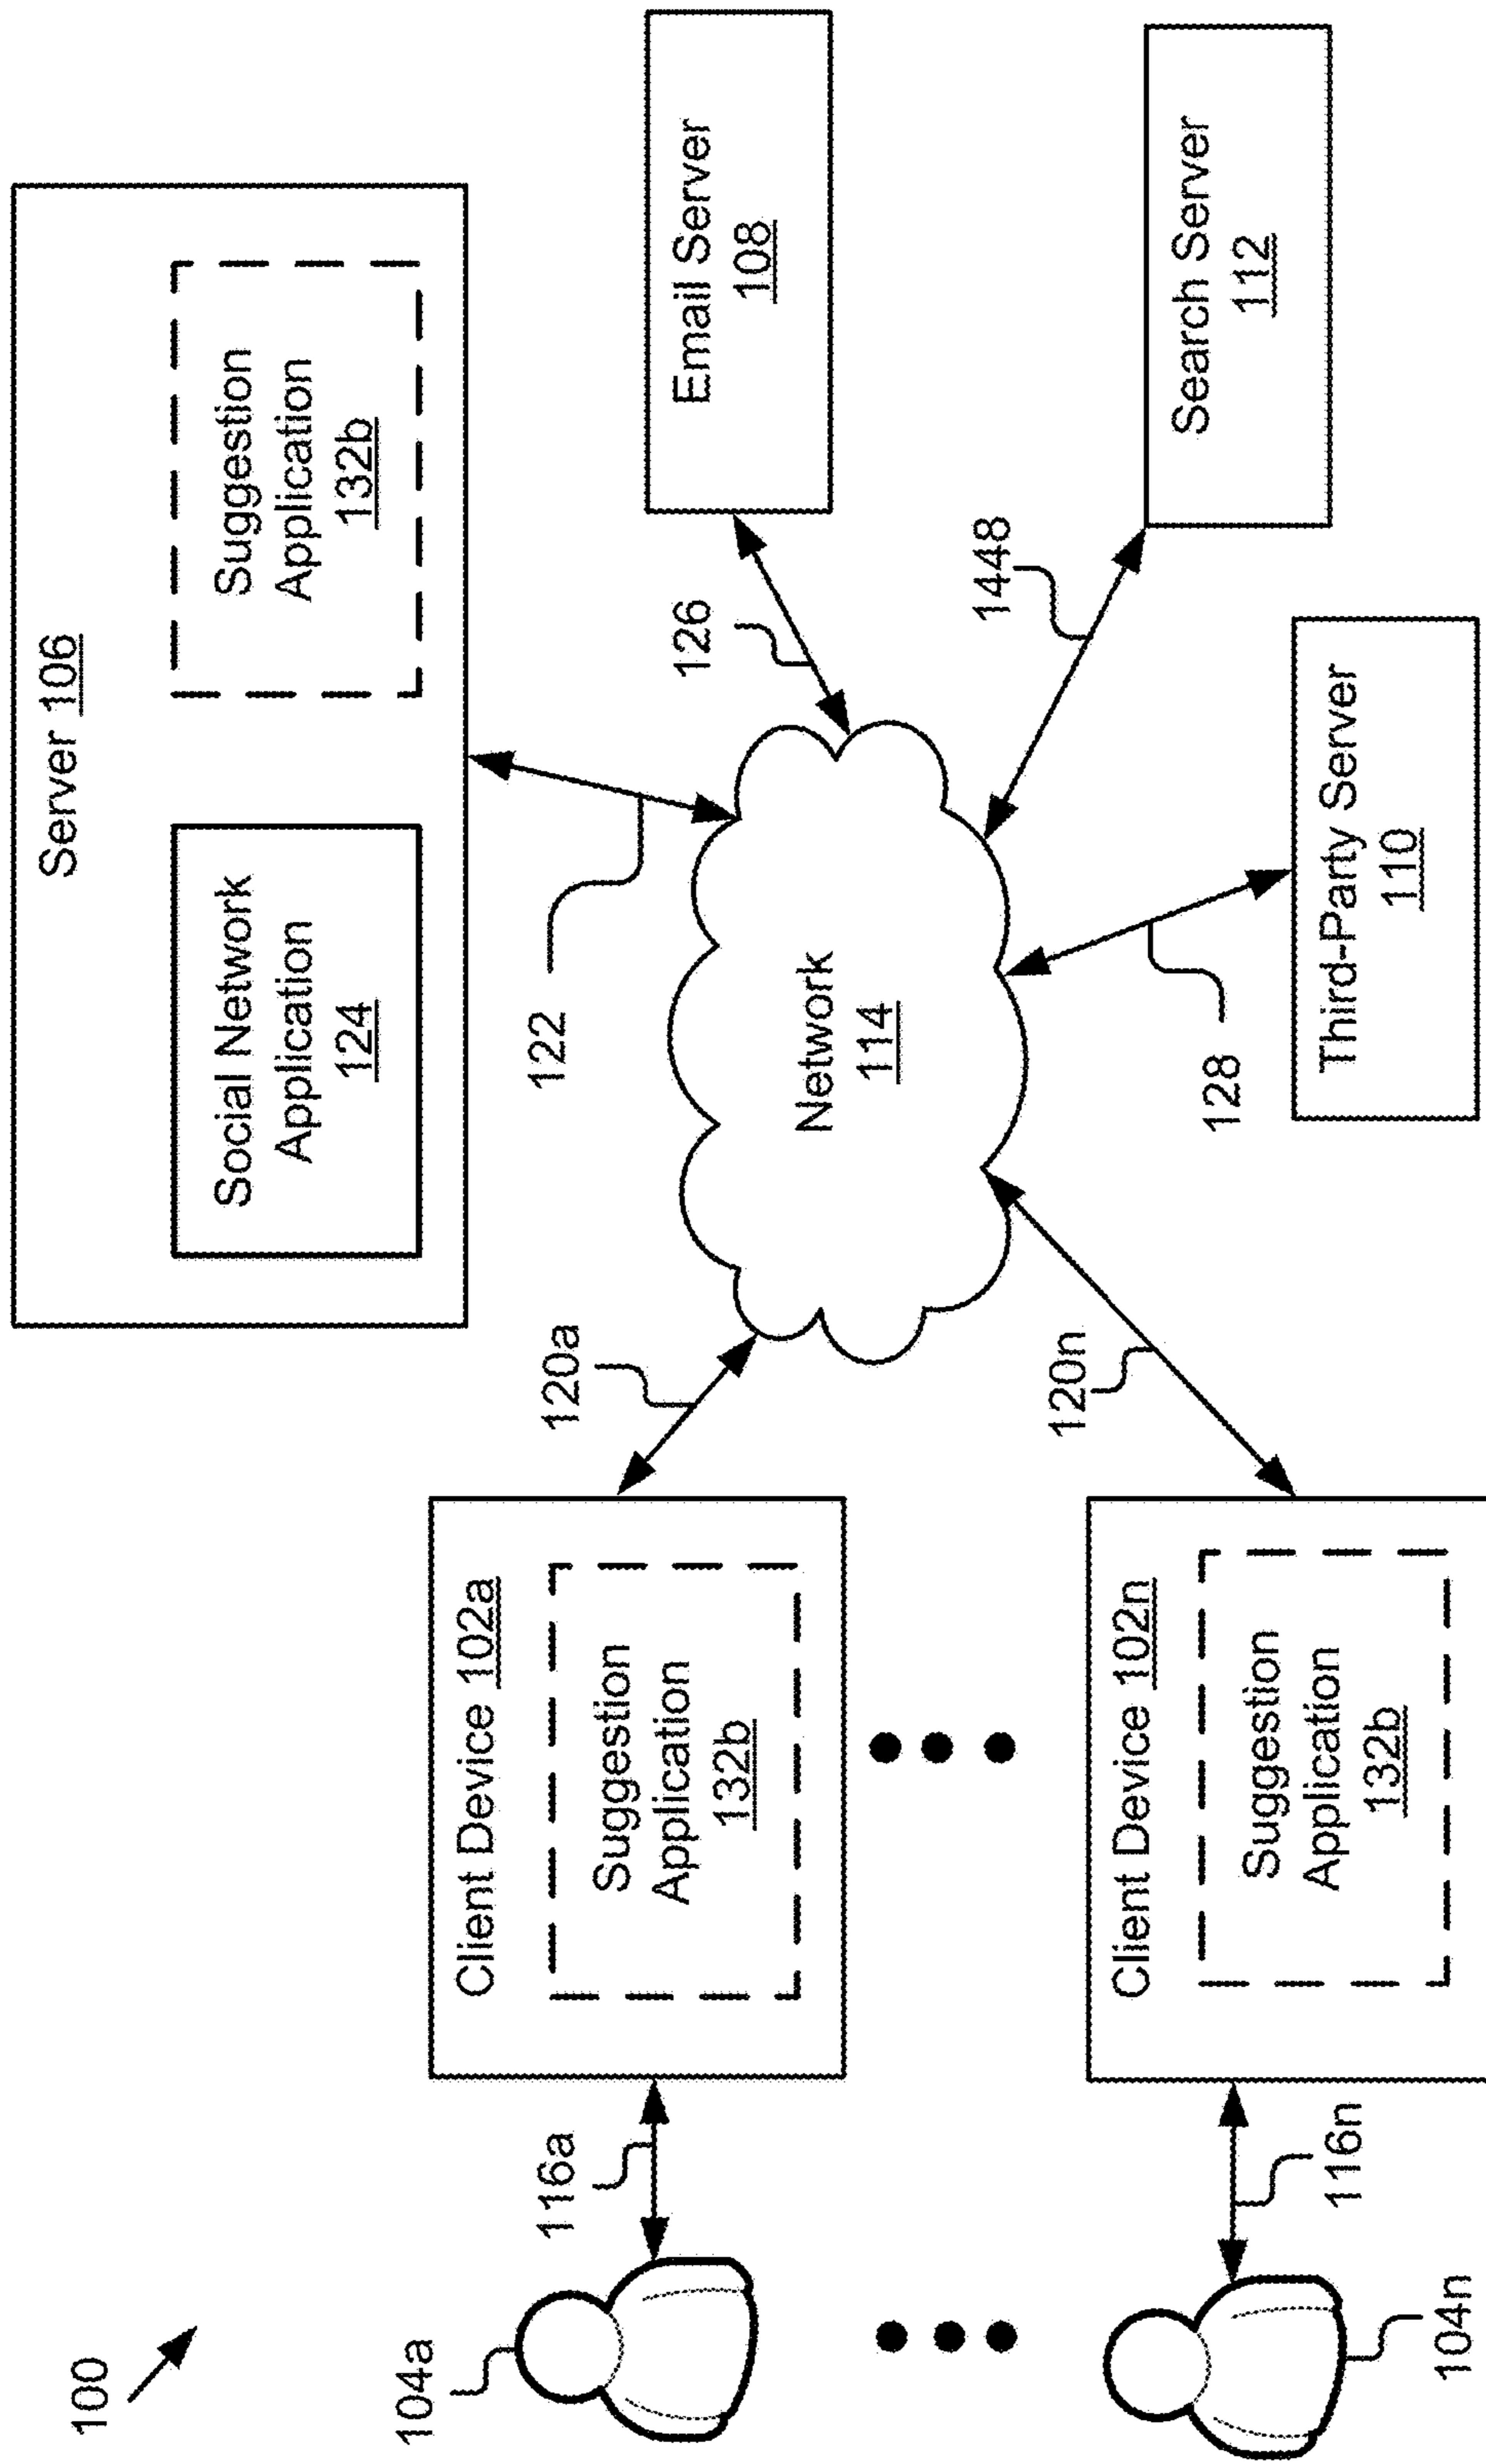 100
Server 106
Social Network
Application
124
Suggestion
Application
132b
122
126
Email Server
108
104a
116a
Client Device 102a
Suggestion
Application
132b
120a
Network
114
1448
Search Server
112
104n
116n
Client Device 102n
Suggestion
Application
132b
120n
128
Third-Party Server
110